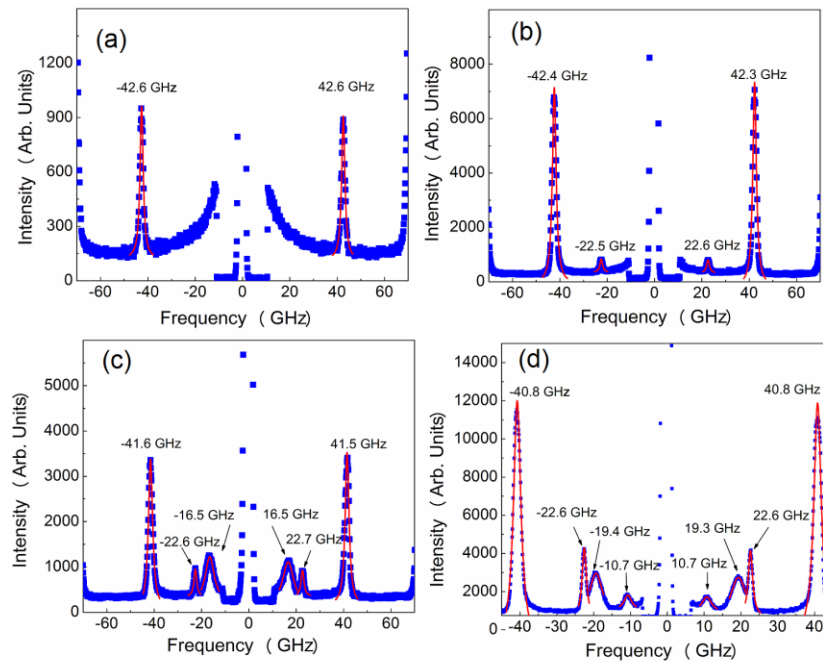 (a)
-42.6 GHz
42.6 GHz
1500
1200
900
600
300
0
Intensity ( Arb. Units)
-60 -40 -20 0 20 40 60
Frequency ( GHz)
(b)
-42.4 GHz
42.3 GHz
-22.5 GHz
22.6 GHz
8000
6000
4000
2000
0
Intensity ( Arb. Units)
-60 -40 -20 0 20 40 60
Frequency ( GHz)
(c)
-41.6 GHz
41.5 GHz
-16.5 GHz
16.5 GHz
-22.6 GHz
22.7 GHz
5000
4000
3000
2000
1000
0
Intensity ( Arb. Units)
-60 -40 -20 0 20 40 60
Frequency ( GHz)
(d)
-40.8 GHz
40.8 GHz
-22.6 GHz
-19.4 GHz
19.3 GHz
22.6 GHz
-10.7 GHz
10.7 GHz
14000
12000
10000
8000
6000
4000
2000
Intensity ( Arb. Units)
-40 -30 -20 -10 0 10 20 30 40
Frequency ( GHz)